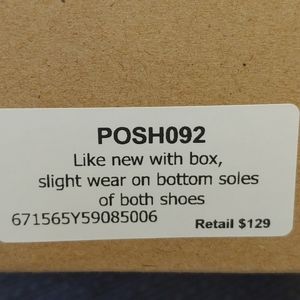 POSH092
Like new with box,
slight wear on bottom soles
of both shoes
671565Y59085006
Retail $129